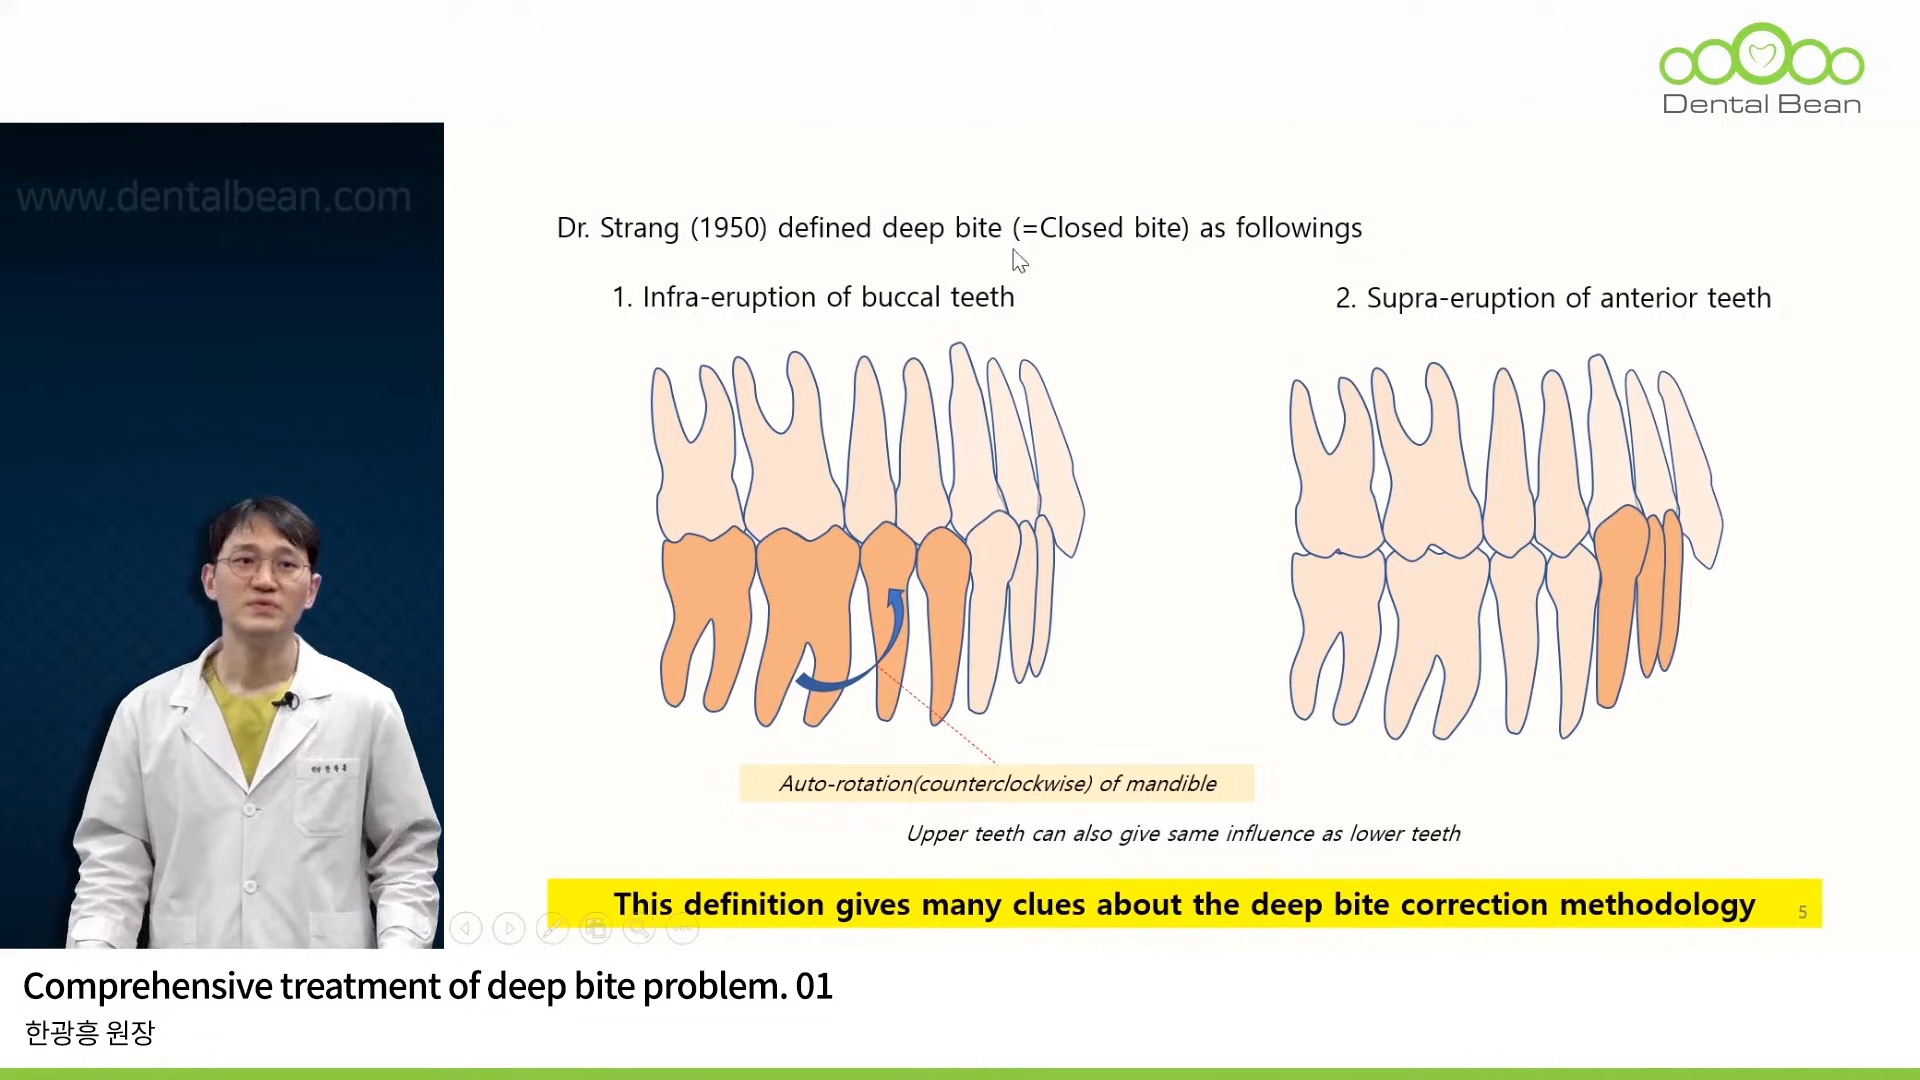 Dental Bean
www.dentalbean.com
Dr. Strang (1950) defined deep bite (=Closed bite) as followings
1. Infra-eruption of buccal teeth
2. Supra-eruption of anterior teeth
Auto-rotation(counterclockwise) of mandible
Upper teeth can also give same influence as lower teeth
This definition gives many clues about the deep bite correction methodology
5
Comprehensive treatment of deep bite problem. 01
한광흥 원장